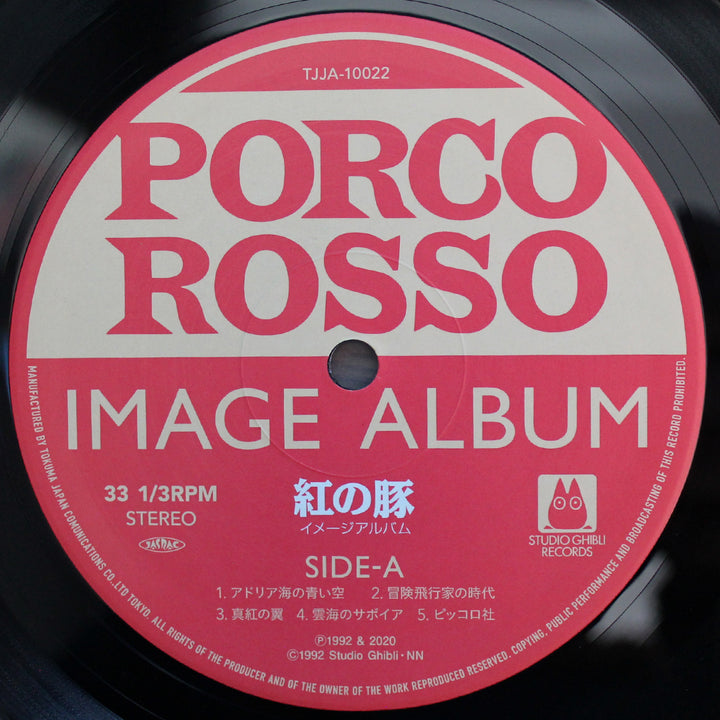 TJJA-10022
PORCO
ROSSO
IMAGE ALBUM
33 1/3RPM
STEREO
JASRAC
紅の豚
イメージアルバム
STUDIO GHIBLI
RECORDS
SIDE-A
1. アドリア海の青い空 2. 冒険飛行家の時代
3. 真紅の翼 4. 雲海のサボイア 5. ピッコロ社
Ⓟ1992 & 2020
©1992 Studio Ghibli・NN
MANUFACTURED BY TOKUMA JAPAN COMUNICATIONS CO.,LTD TOKYO. ALL RIGHTS OF THE PRODUCER AND OF THE OWNER OF THE WORK REPRODUCED RESERVED. COPYING, PUBLIC PERFORMANCE AND BROADCASTING OF THIS RECORD PROHIBITED.